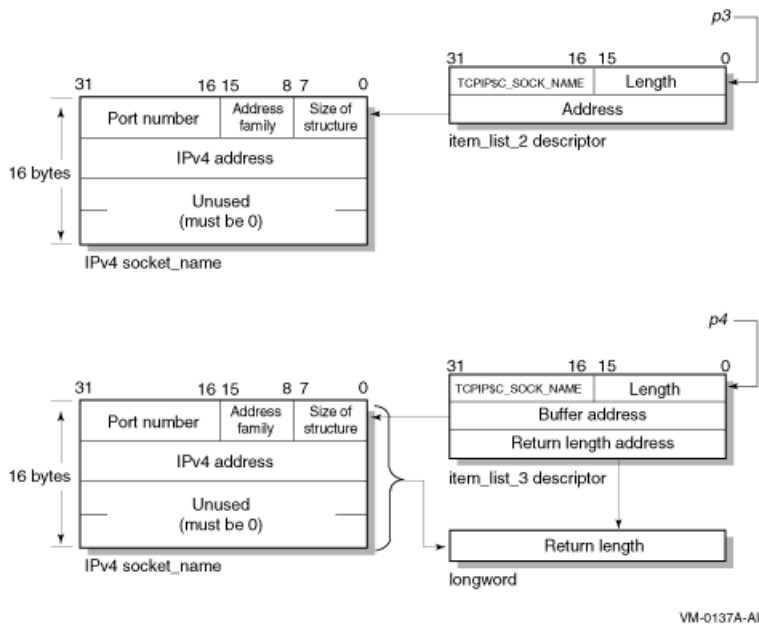 p3
31 16 15 8 7 0
31 16 15 0
Port number
Address
family
Size of
structure
TCPIP$C_SOCK_NAME
Length
Address
IPv4 address
item_list_2 descriptor
16 bytes
Unused
(must be 0)
IPv4 socket_name
p4
31 16 15 8 7 0
31 16 15 0
Port number
Address
family
Size of
structure
TCPIP$C_SOCK_NAME
Length
Buffer address
IPv4 address
Return length address
item_list_3 descriptor
16 bytes
Unused
(must be 0)
Return length
IPv4 socket_name
longword
VM-0137A-AI